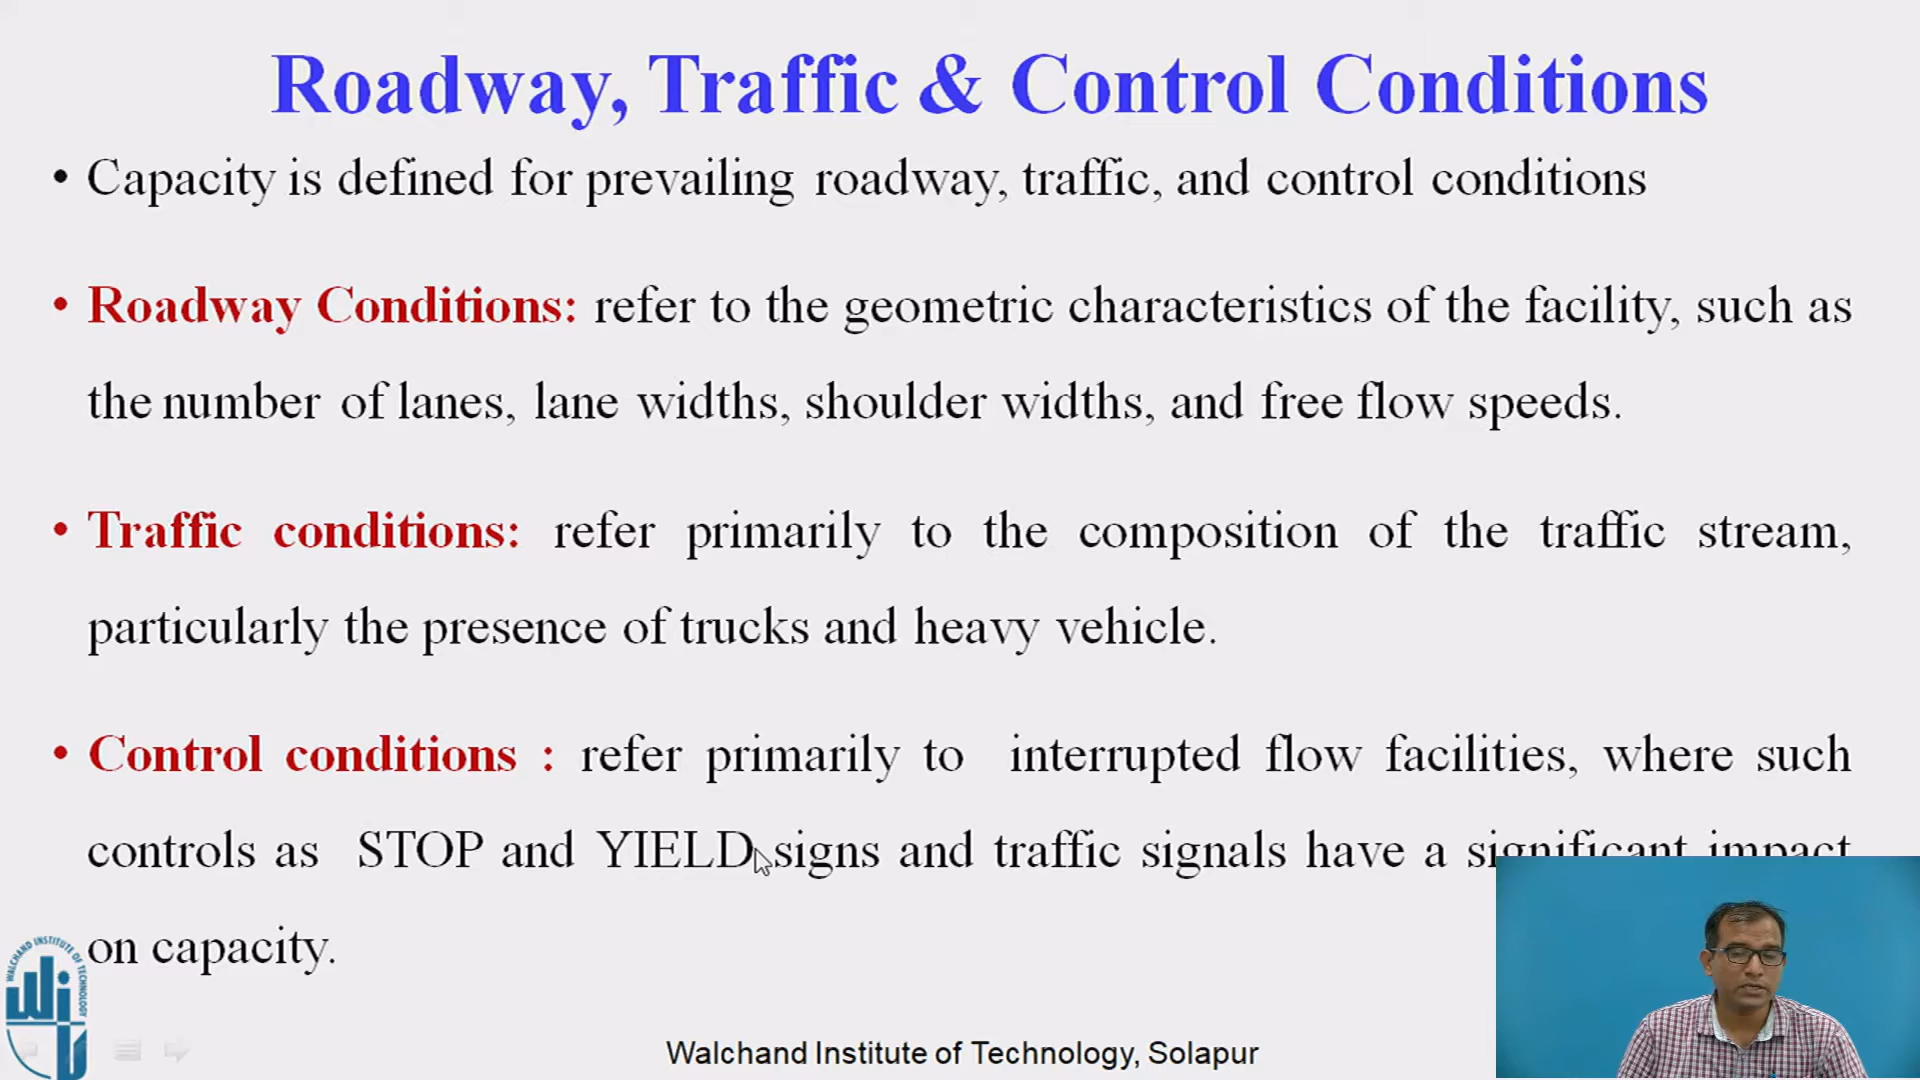 Roadway, Traffic & Control Conditions
• Capacity is defined for prevailing roadway, traffic, and control conditions
• Roadway Conditions: refer to the geometric characteristics of the facility, such as
the number of lanes, lane widths, shoulder widths, and free flow speeds.
• Traffic conditions: refer primarily to the composition of the traffic stream,
particularly the presence of trucks and heavy vehicle.
• Control conditions : refer primarily to interrupted flow facilities, where such
controls as STOP and YIELD signs and traffic signals have a significant impact
on capacity.
WALCHAND INSTITUTE OF TECHNOLOGY
Walchand Institute of Technology, Solapur